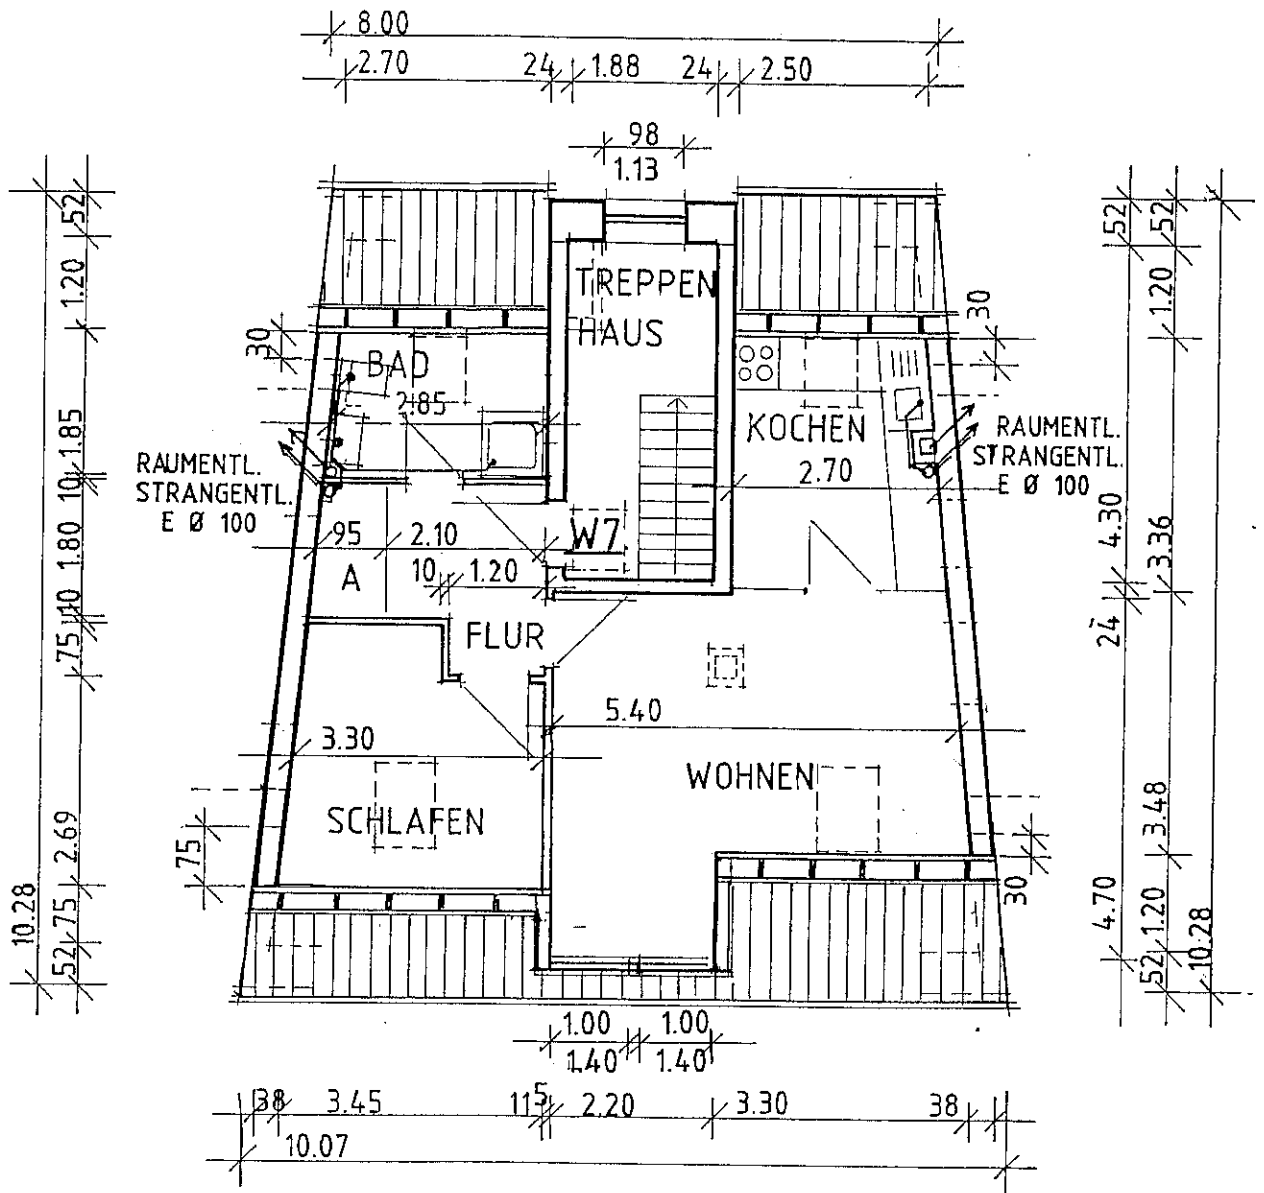 8.00
2.70 24 1.88 24 2.50
98
1.13
52
1.20
30
1.85
10
1.80
10
75
2.69
75
75
52
10.28
TREPPEN
HAUS
BAD
2.85
KOCHEN
2.70
RAUMENTL.
STRANGENTL.
E Ø 100
RAUMENTL.
STRANGENTL.
E Ø 100
95 2.10
W7
A
10 1.20
FLUR
5.40
3.30
WOHNEN
SCHLAFEN
52 52
1.20
30
4.30
3.36
24
3.48
30
4.70
1.20
52
10.28
1.00 1.00
1.40 1.40
38 3.45 11⁵ 2.20 3.30 38
10.07